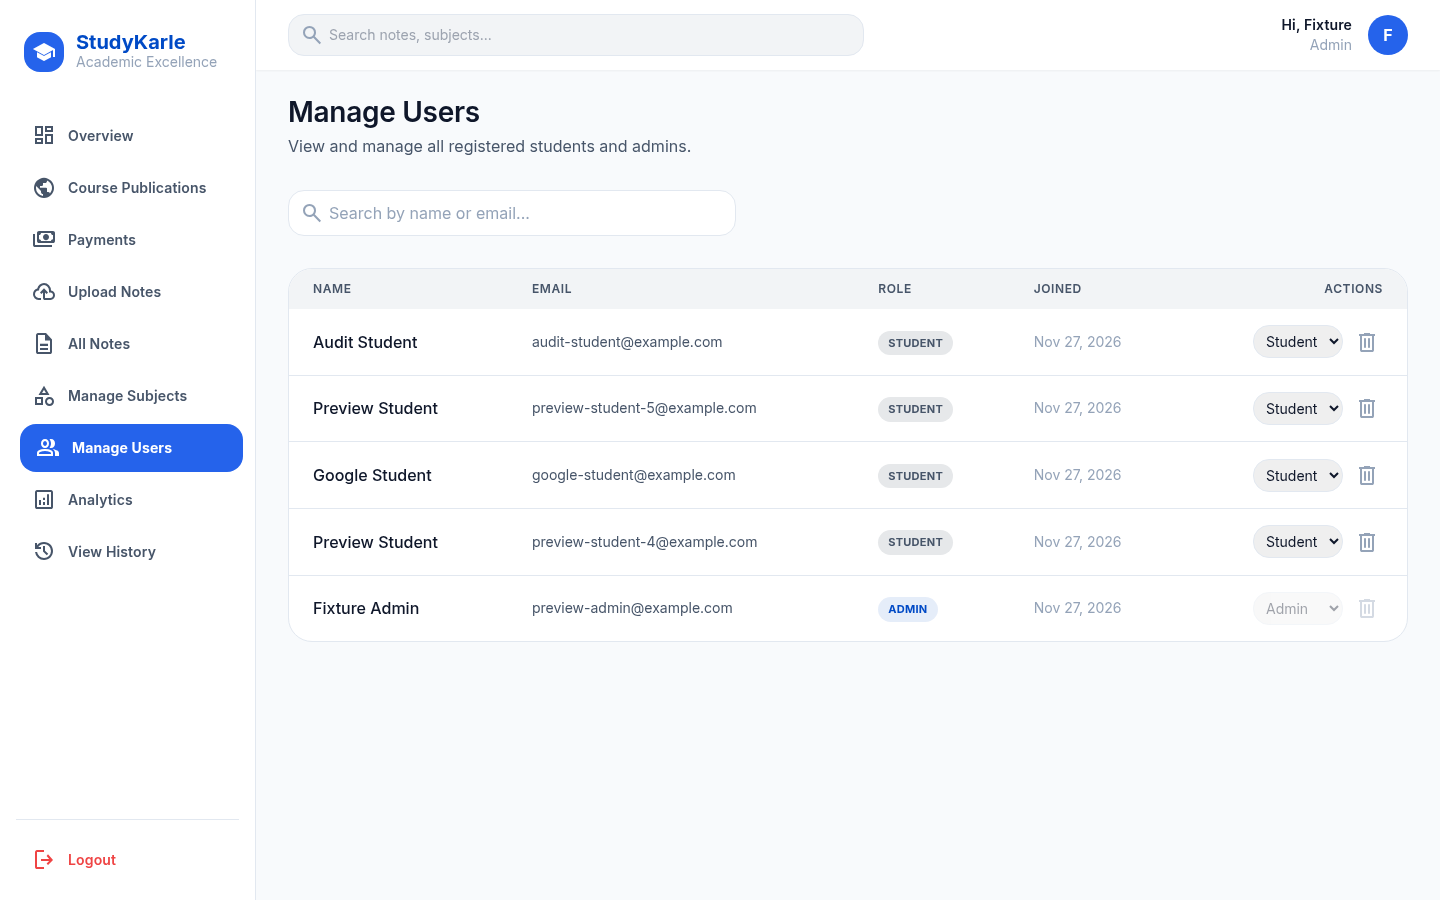 StudyKarle
Academic Excellence
Overview
Course Publications
Payments
Upload Notes
All Notes
Manage Subjects
Manage Users
Analytics
View History
Logout
Search notes, subjects...
Hi, Fixture
Admin
F
Manage Users
View and manage all registered students and admins.
Search by name or email...
NAME EMAIL ROLE JOINED ACTIONS
Audit Student audit-student@example.com STUDENT Nov 27, 2026 Student
Preview Student preview-student-5@example.com STUDENT Nov 27, 2026 Student
Google Student google-student@example.com STUDENT Nov 27, 2026 Student
Preview Student preview-student-4@example.com STUDENT Nov 27, 2026 Student
Fixture Admin preview-admin@example.com ADMIN Nov 27, 2026 Admin